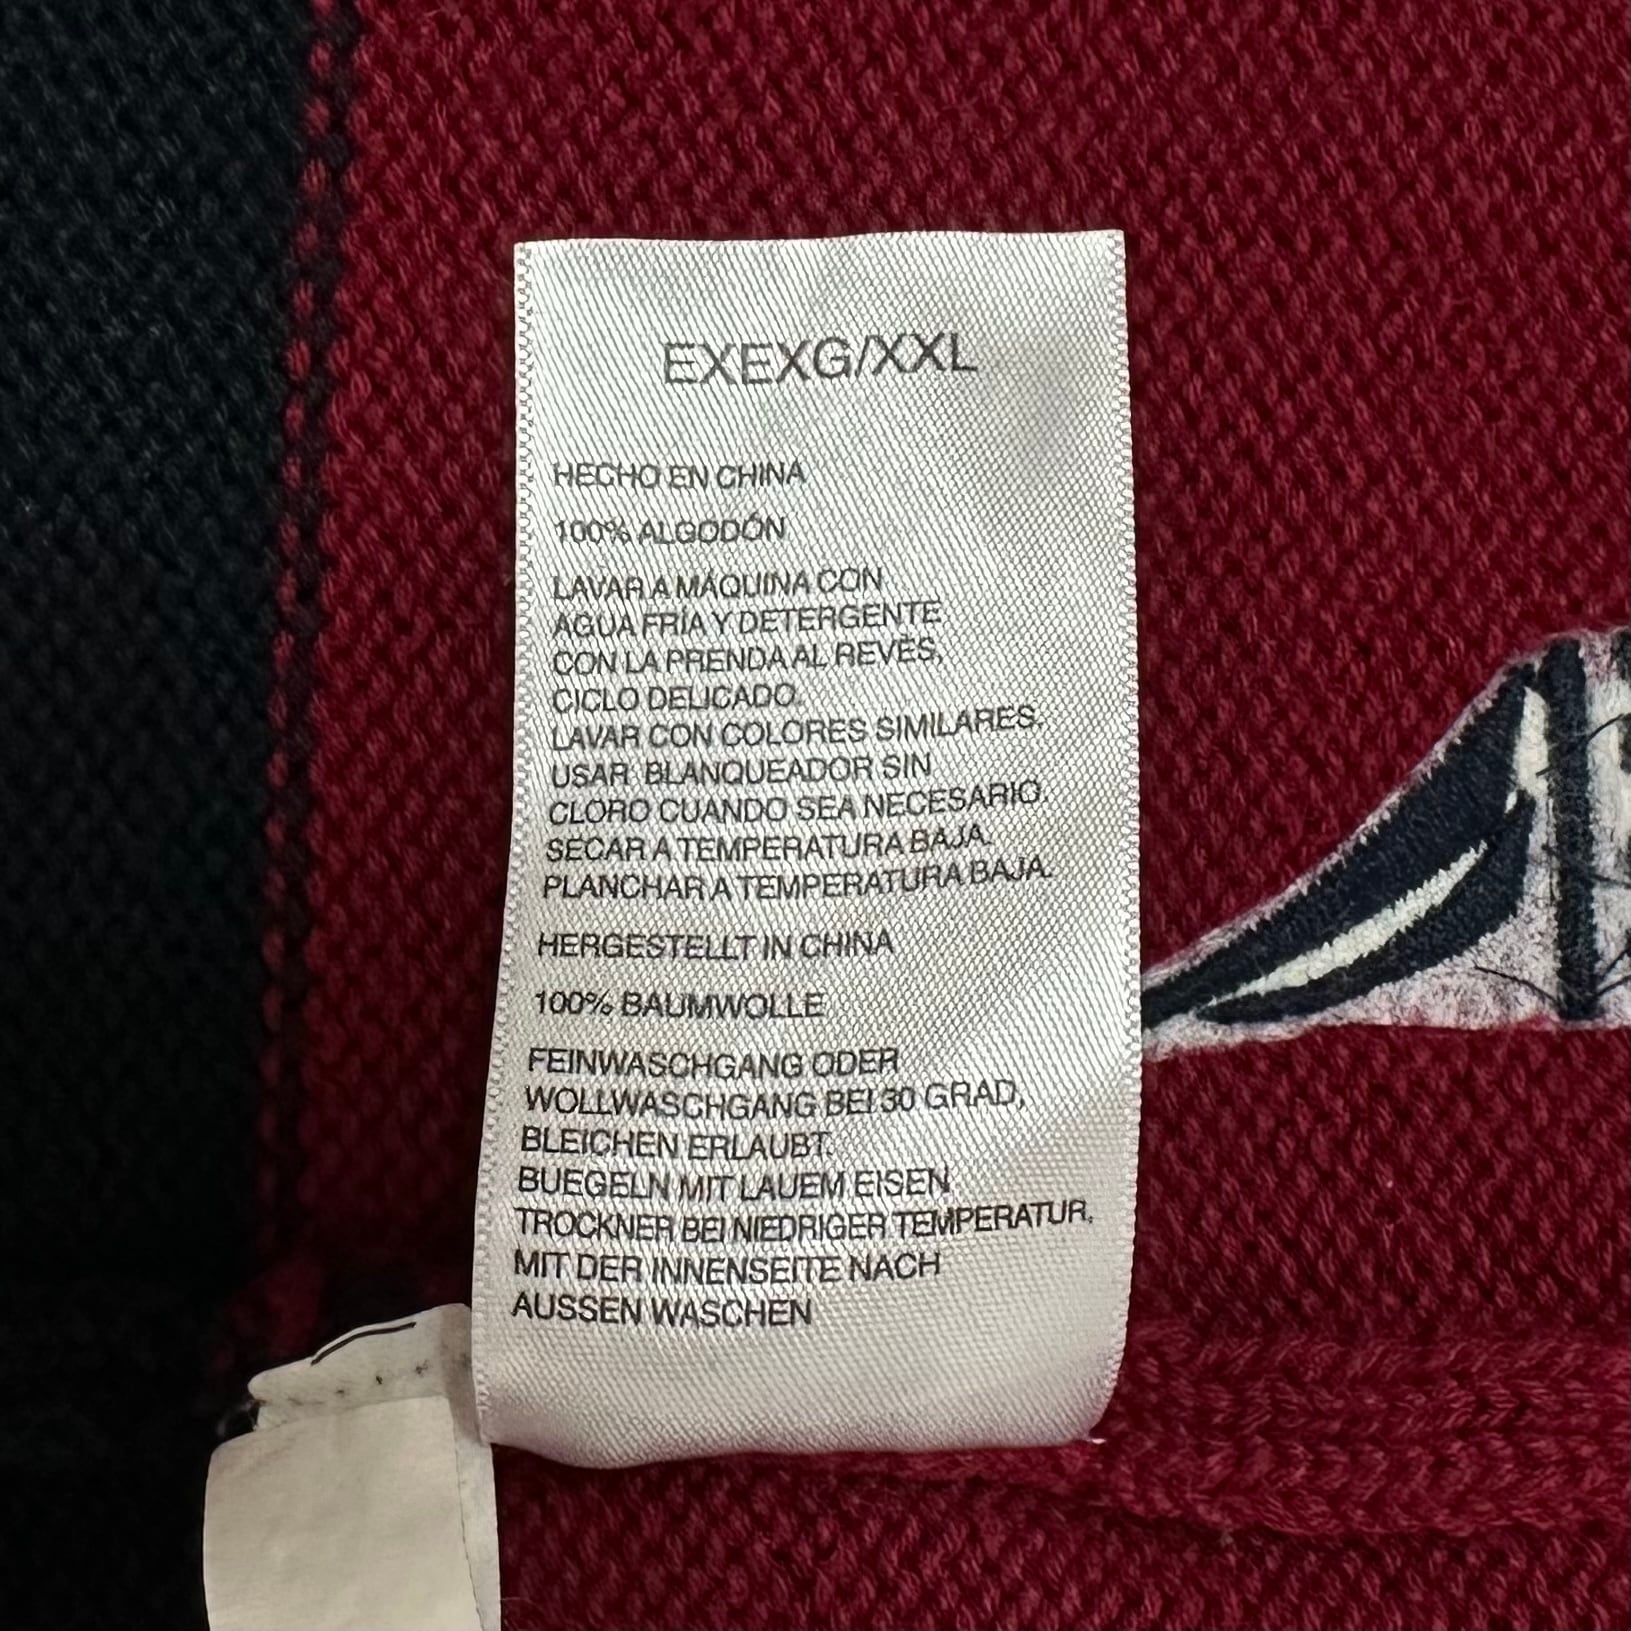 EXEXG/XXL
HECHO EN CHINA
100% ALGODÓN
LAVAR A MÁQUINA CON
AGUA FRÍA Y DETERGENTE
CON LA PRENDA AL REVÉS,
CICLO DELICADO.
LAVAR CON COLORES SIMILARES.
USAR BLANQUEADOR SIN
CLORO CUANDO SEA NECESARIO.
SECAR A TEMPERATURA BAJA.
PLANCHAR A TEMPERATURA BAJA.
HERGESTELLT IN CHINA
100% BAUMWOLLE
FEINWASCHGANG ODER
WOLLWASCHGANG BEI 30 GRAD,
BLEICHEN ERLAUBT.
BUEGELN MIT LAUEM EISEN
TROCKNER BEI NIEDRIGER TEMPERATUR.
MIT DER INNENSEITE NACH
AUSSEN WASCHEN